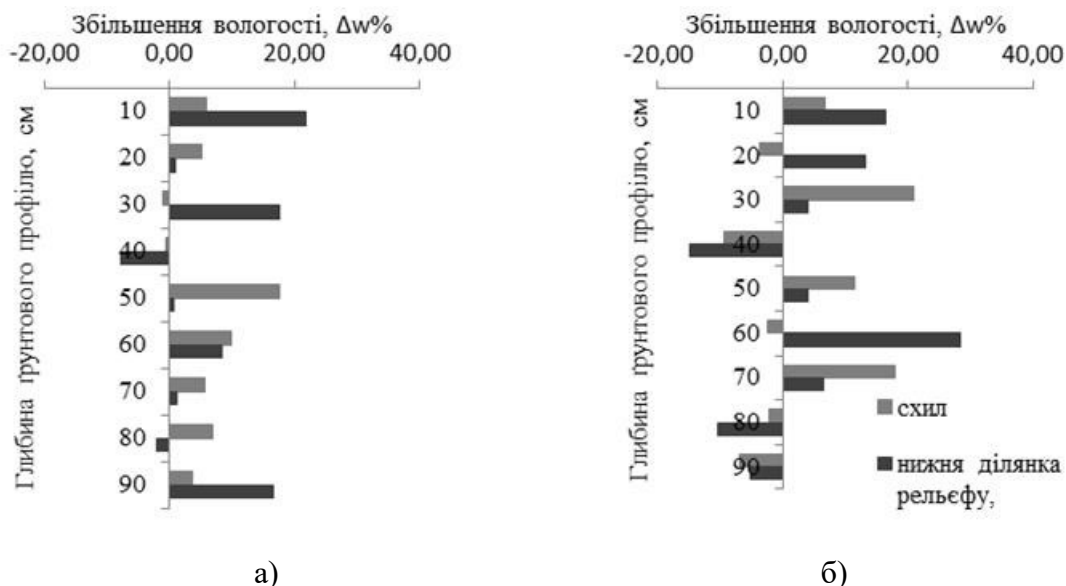 Збільшення вологості, Δw%
-20,00 0,00 20,00 40,00
Глибина ґрунтового профілю, см
10
20
30
40
50
60
70
80
90
а)
Збільшення вологості, Δw%
-20,00 0,00 20,00 40,00
Глибина ґрунтового профілю, см
10
20
30
40
50
60
70
80
90
схил
нижня ділянка
рельєфу,
б)